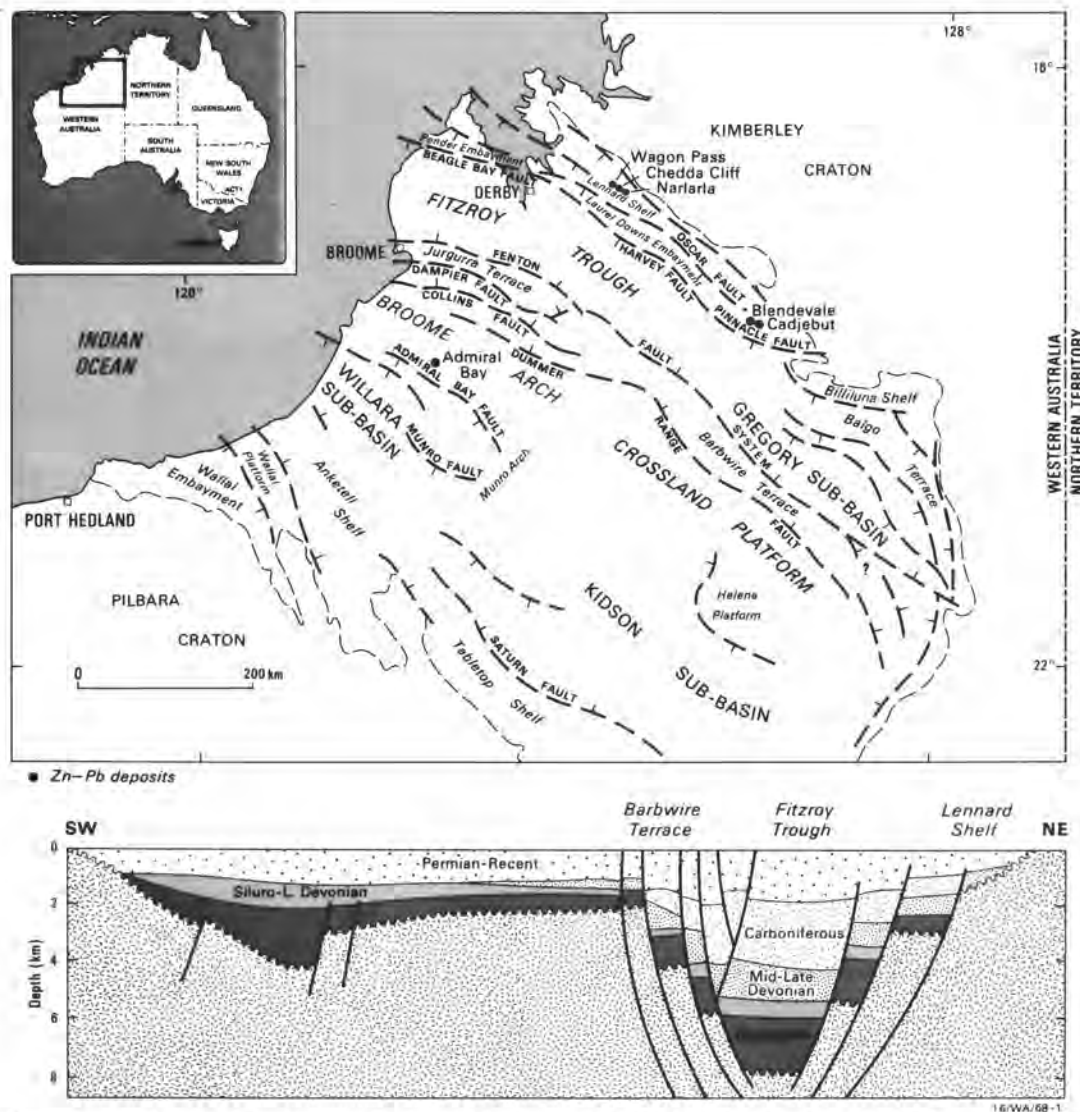 NORTHERN
TERRITORY
QUEENSLAND
WESTERN
AUSTRALIA
SOUTH
AUSTRALIA
NEW SOUTH
WALES
ACT
VICTORIA
128°
18°
120°
22°
KIMBERLEY
CRATON
Wagon Pass
Chedda Cliff
Narlarla
Pender Embayment
BEAGLE BAY FAULT
DERBY
Lennard Shelf
Laurel Downs Embaymént
OSCAR FAULT
HARVEY FAULT
PINNACLE FAULT
FITZROY
TROUGH
Blendevale
Cadjebut
BROOME
Jurgurra Terrace
FENTON
FAULT
SYSTEM
DAMPIER FAULT
COLLINS FAULT
BROOME
ARCH
DUMMER
RANGE
FAULT
INDIAN
OCEAN
Admiral
Bay
ADMIRAL BAY FAULT
WILLARA
SUB-BASIN
MUNRO FAULT
Munro Arch
Billiluna Shelf
Balgo
Terrace
GREGORY SUB-BASIN
Barbwire Terrace
CROSSLAND
PLATFORM
?
WESTERN AUSTRALIA
NORTHERN TERRITORY
Wallal
Embayment
Wallal
Platform
Anketell
Shelf
PORT HEDLAND
PILBARA
CRATON
0 200 km
KIDSON
SUB-BASIN
Helena
Platform
SATURN FAULT
Tabletop
Shelf
● Zn–Pb deposits
SW
Barbwire
Terrace
Fitzroy
Trough
Lennard
Shelf
NE
0
2
4
6
8
Depth (km)
Permian-Recent
Siluro-L. Devonian
Carboniferous
Mid-Late
Devonian
16/WA/68-1